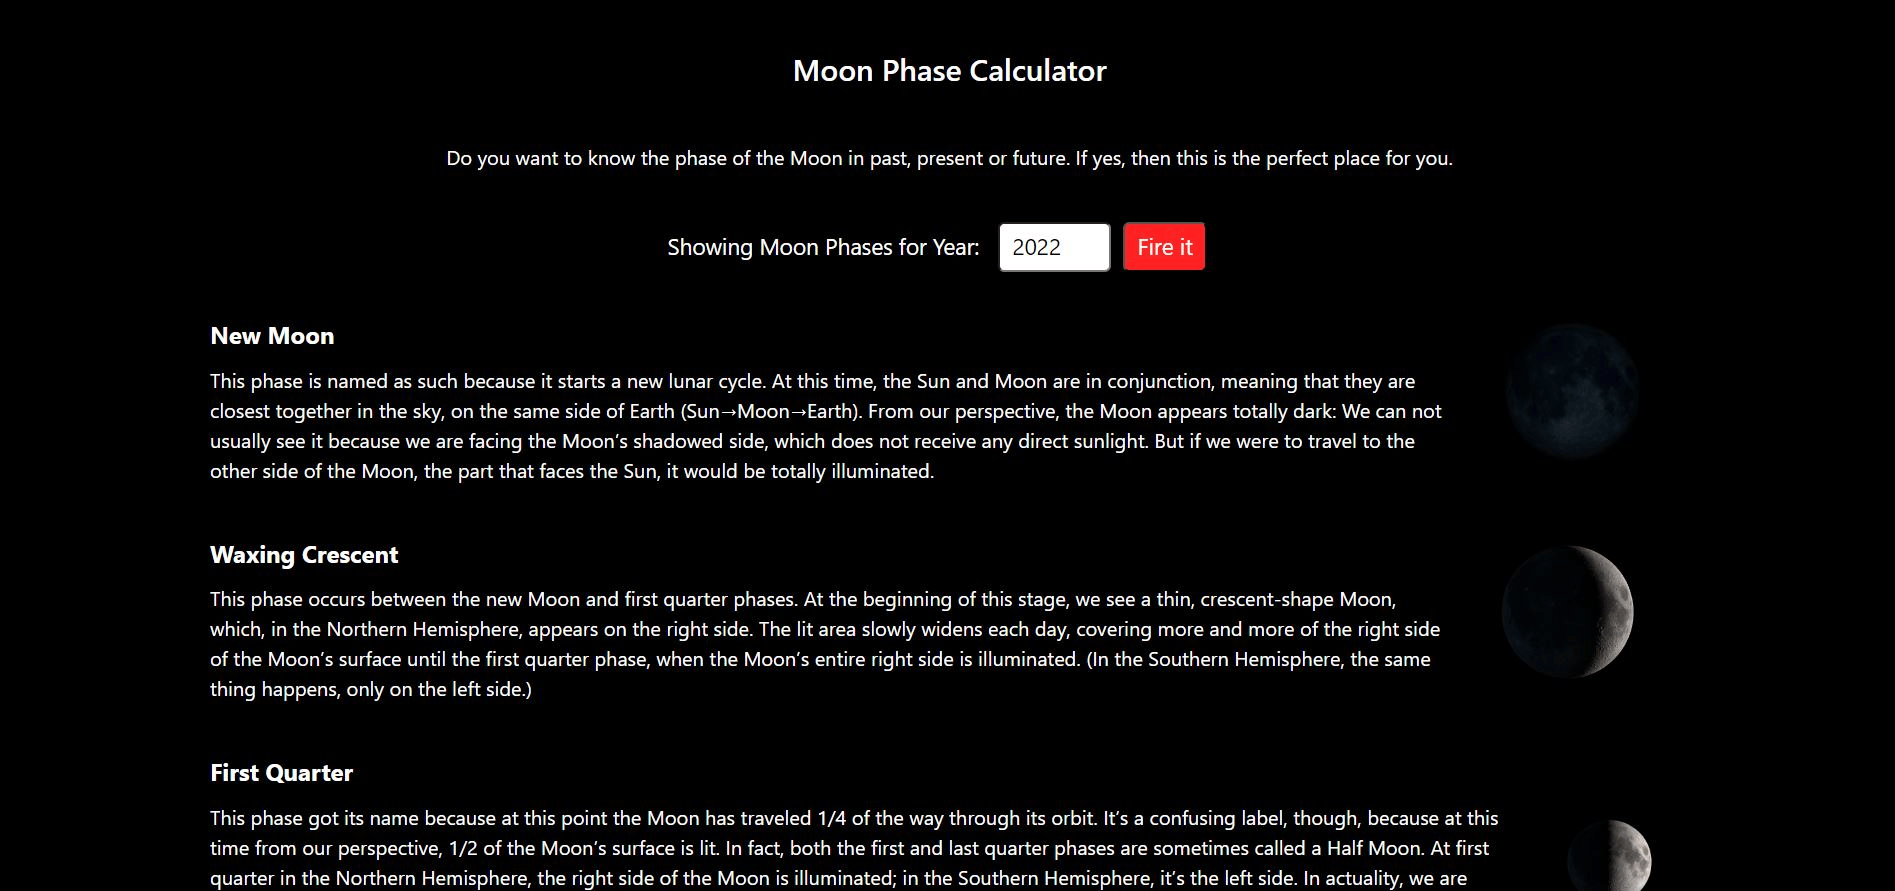 Moon Phase Calculator
Do you want to know the phase of the Moon in past, present or future. If yes, then this is the perfect place for you.
Showing Moon Phases for Year: 2022 Fire it
New Moon
This phase is named as such because it starts a new lunar cycle. At this time, the Sun and Moon are in conjunction, meaning that they are
closest together in the sky, on the same side of Earth (Sun→Moon→Earth). From our perspective, the Moon appears totally dark: We can not
usually see it because we are facing the Moon’s shadowed side, which does not receive any direct sunlight. But if we were to travel to the
other side of the Moon, the part that faces the Sun, it would be totally illuminated.
Waxing Crescent
This phase occurs between the new Moon and first quarter phases. At the beginning of this stage, we see a thin, crescent-shape Moon,
which, in the Northern Hemisphere, appears on the right side. The lit area slowly widens each day, covering more and more of the right side
of the Moon’s surface until the first quarter phase, when the Moon’s entire right side is illuminated. (In the Southern Hemisphere, the same
thing happens, only on the left side.)
First Quarter
This phase got its name because at this point the Moon has traveled 1/4 of the way through its orbit. It’s a confusing label, though, because at this
time from our perspective, 1/2 of the Moon’s surface is lit. In fact, both the first and last quarter phases are sometimes called a Half Moon. At first
quarter in the Northern Hemisphere, the right side of the Moon is illuminated; in the Southern Hemisphere, it’s the left side. In actuality, we are